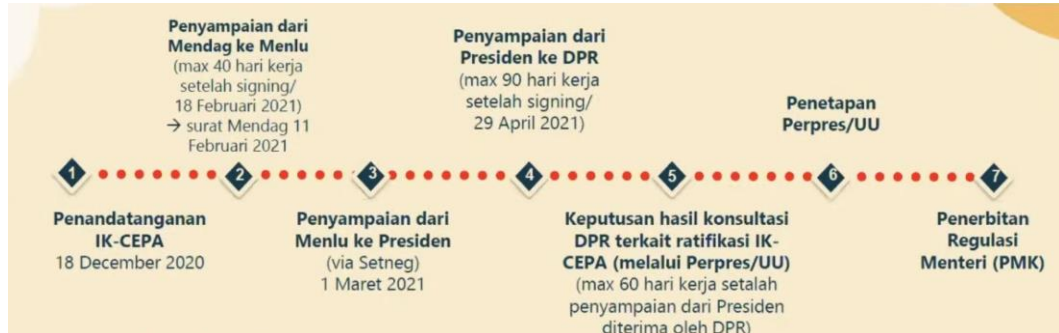 Penyampaian dari
Mendag ke Menlu
(max 40 hari kerja
setelah signing/
18 Februari 2021)
→ surat Mendag 11
Februari 2021
Penyampaian dari
Presiden ke DPR
(max 90 hari kerja
setelah signing/
29 April 2021)
Penetapan
Perpres/UU
1
2
3
4
5
6
7
Penandatanganan
IK-CEPA
18 December 2020
Penyampaian dari
Menlu ke Presiden
(via Setneg)
1 Maret 2021
Keputusan hasil konsultasi
DPR terkait ratifikasi IK-
CEPA (melalui Perpres/UU)
(max 60 hari kerja setalah
penyampaian dari Presiden
diterima oleh DPR)
Penerbitan
Regulasi
Menteri (PMK)